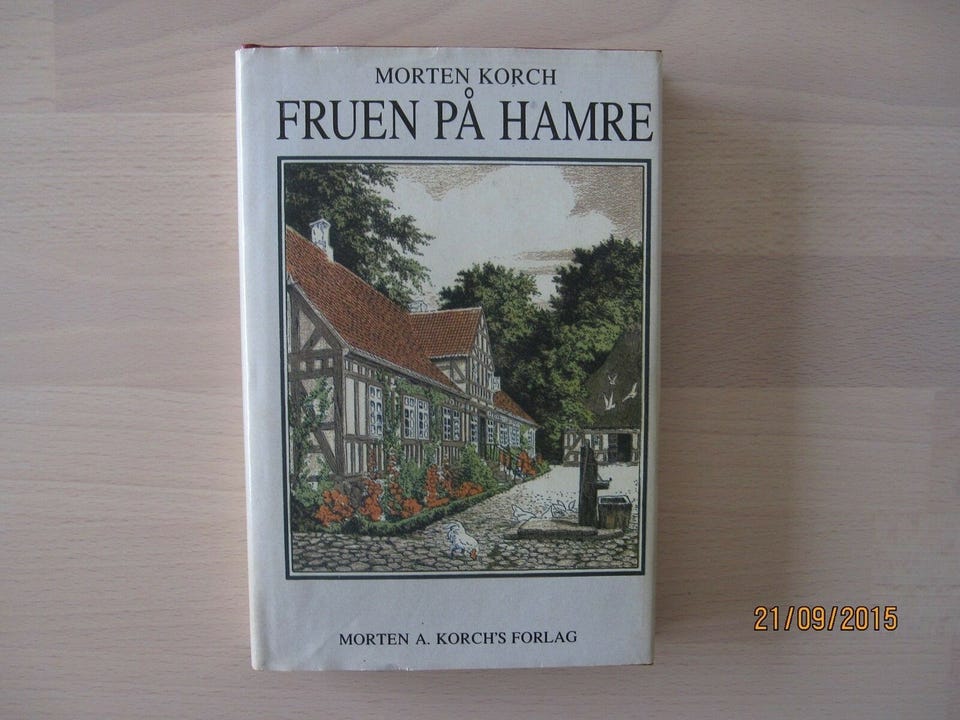 MORTEN KORCH
FRUEN PÅ HAMRE
MORTEN A. KORCH'S FORLAG
21/09/2015